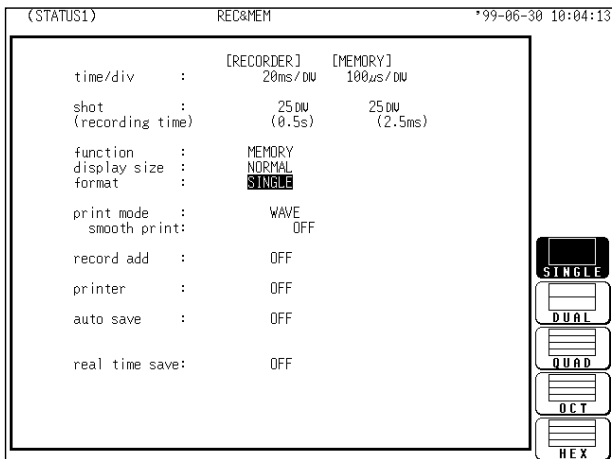 (STATUS1) REC&MEM '99-06-30 10:04:13
[RECORDER] [MEMORY]
time/div : 20ms/DIV 100µs/DIV
shot : 25DIV 25DIV
(recording time) (0.5s) (2.5ms)
function : MEMORY
display size : NORMAL
format : SINGLE
print mode : WAVE
smooth print: OFF
record add : OFF
printer : OFF
auto save : OFF
real time save: OFF
SINGLE
DUAL
QUAD
OCT
HEX